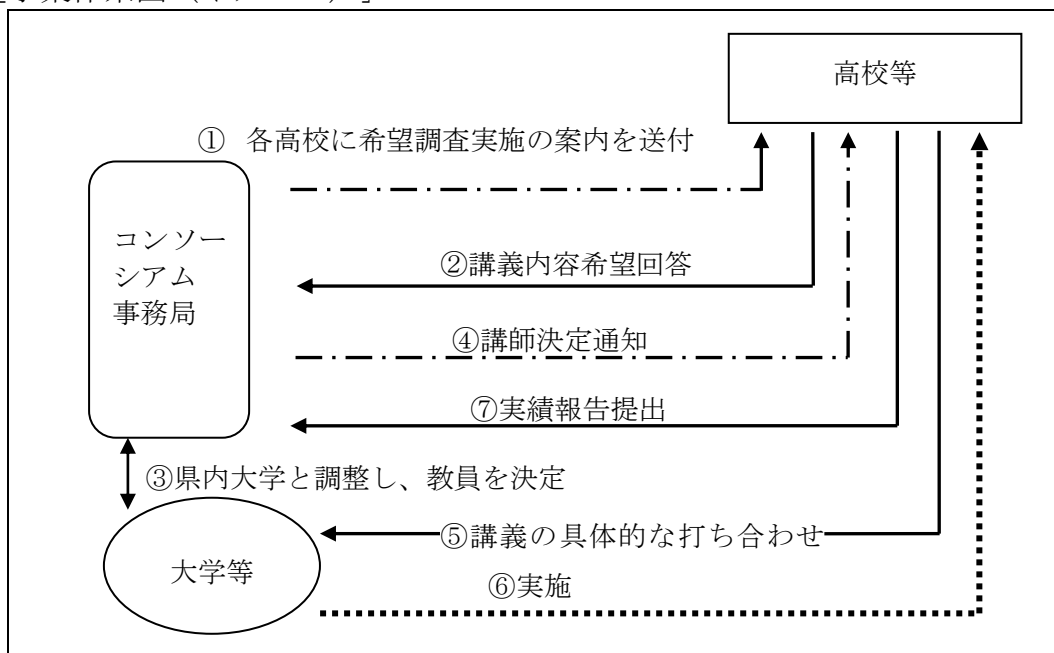 高校等
① 各高校に希望調査実施の案内を送付
コンソー
シアム
事務局
②講義内容希望回答
④講師決定通知
⑦実績報告提出
③県内大学と調整し、教員を決定
⑤講義の具体的な打ち合わせ
大学等
⑥実施